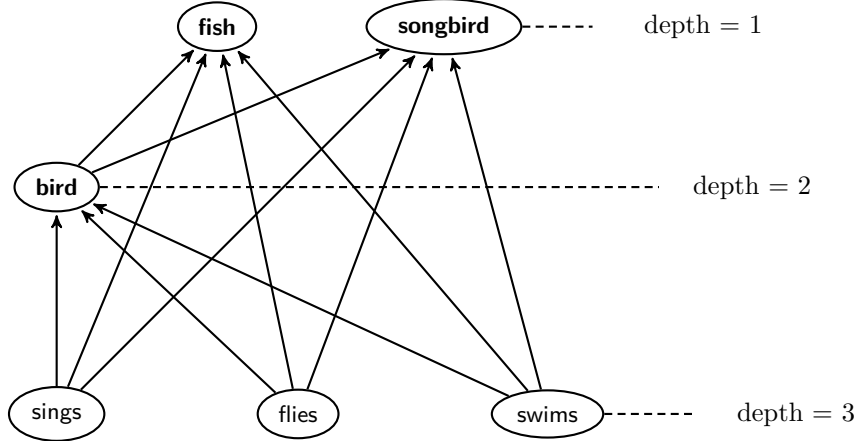 fish songbird depth = 1
bird depth = 2
sings flies swims depth = 3